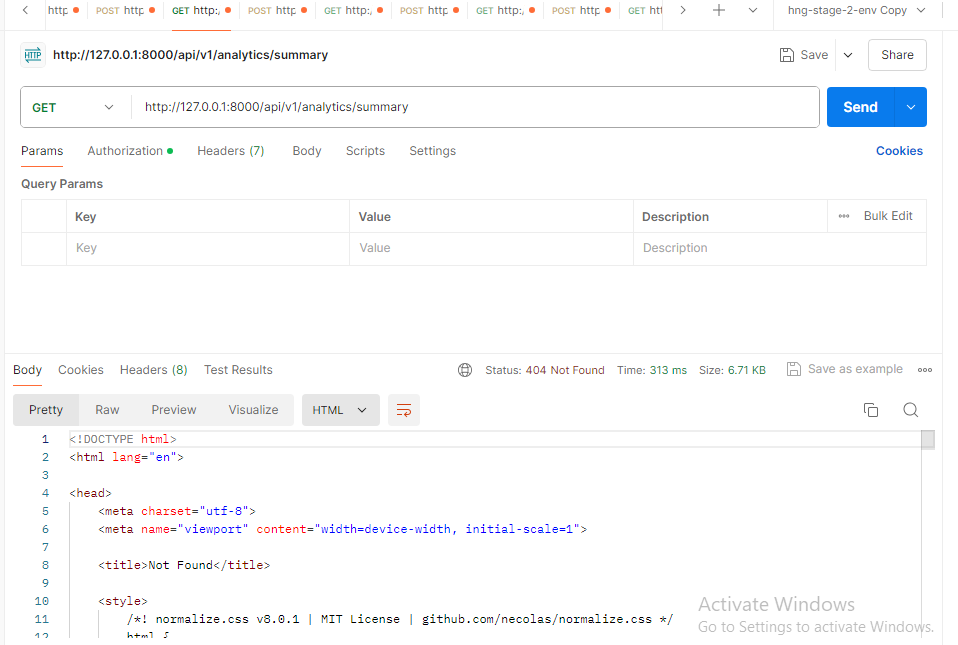 http POST http GET http:, POST http GET http:, POST http GET http:, POST http GET htt hng-stage-2-env Copy
HTTP http://127.0.0.1:8000/api/v1/analytics/summary Save Share
GET http://127.0.0.1:8000/api/v1/analytics/summary Send
Params Authorization Headers (7) Body Scripts Settings Cookies
Query Params
Key Value Description Bulk Edit
Key Value Description
Body Cookies Headers (8) Test Results Status: 404 Not Found Time: 313 ms Size: 6.71 KB Save as example
Pretty Raw Preview Visualize HTML
1 <!DOCTYPE html>
2 <html lang="en">
3
4 <head>
5 <meta charset="utf-8">
6 <meta name="viewport" content="width=device-width, initial-scale=1">
7
8 <title>Not Found</title>
9
10 <style>
11 /*! normalize.css v8.0.1 | MIT License | github.com/necolas/normalize.css */
12 html {
Activate Windows
Go to Settings to activate Windows.